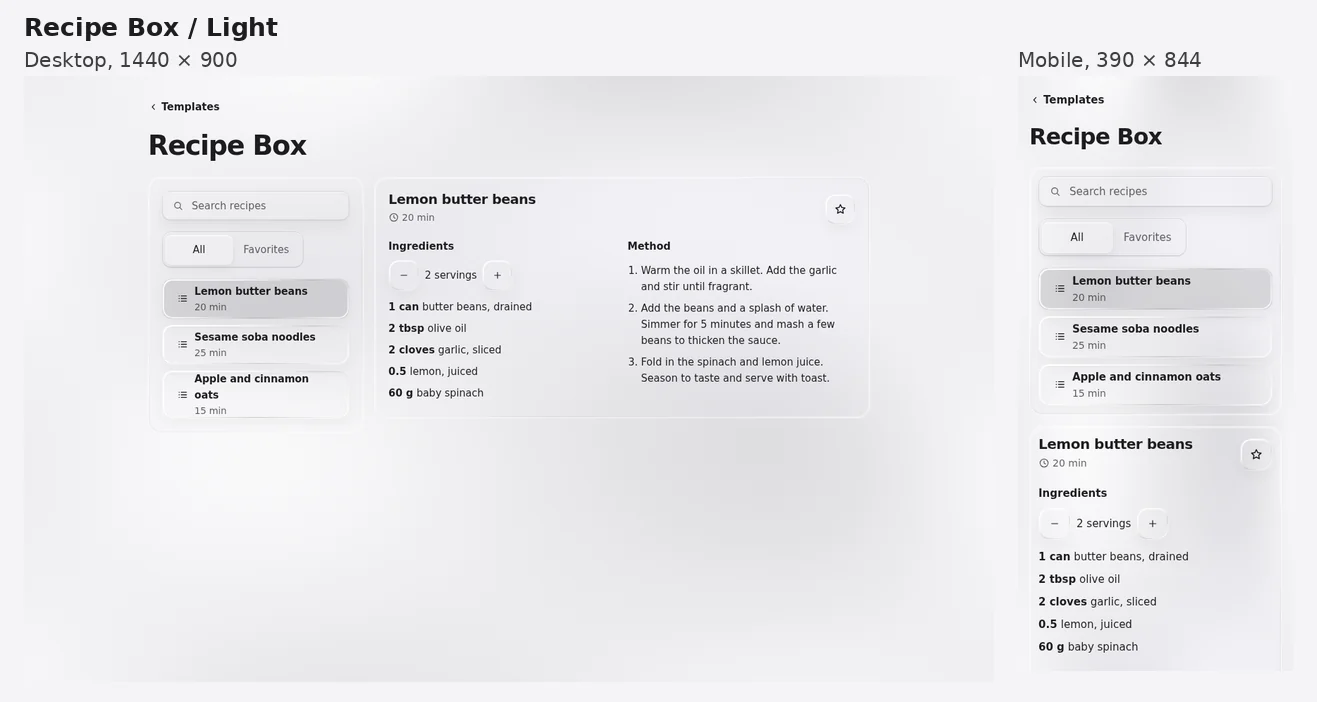 Recipe Box / Light
Desktop, 1440 × 900
Templates
Recipe Box
Search recipes
All
Favorites
Lemon butter beans
20 min
Sesame soba noodles
25 min
Apple and cinnamon
oats
15 min
Lemon butter beans
20 min
Ingredients
− 2 servings +
1 can butter beans, drained
2 tbsp olive oil
2 cloves garlic, sliced
0.5 lemon, juiced
60 g baby spinach
Method
1. Warm the oil in a skillet. Add the garlic
and stir until fragrant.
2. Add the beans and a splash of water.
Simmer for 5 minutes and mash a few
beans to thicken the sauce.
3. Fold in the spinach and lemon juice.
Season to taste and serve with toast.
Mobile, 390 × 844
Templates
Recipe Box
Search recipes
All
Favorites
Lemon butter beans
20 min
Sesame soba noodles
25 min
Apple and cinnamon oats
15 min
Lemon butter beans
20 min
Ingredients
− 2 servings +
1 can butter beans, drained
2 tbsp olive oil
2 cloves garlic, sliced
0.5 lemon, juiced
60 g baby spinach